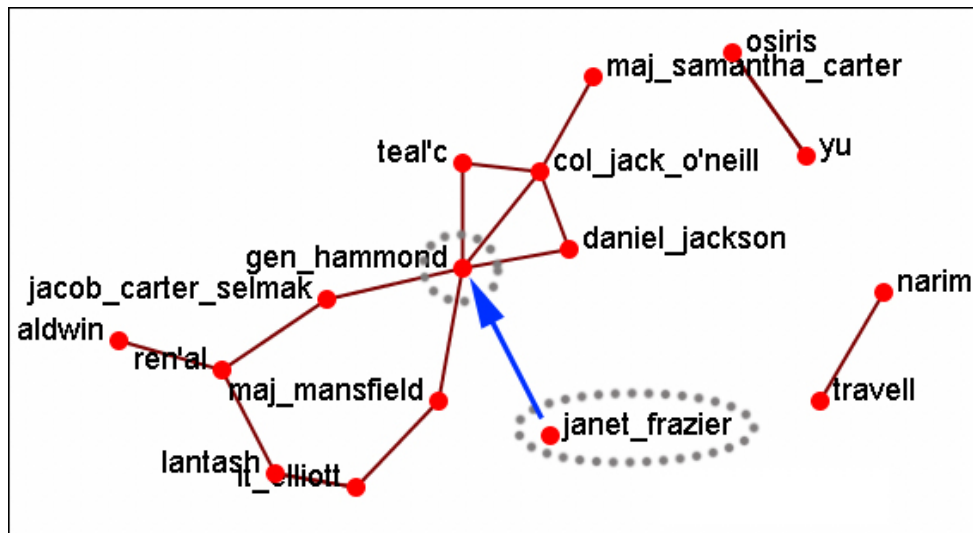 osiris
maj_samantha_carter
teal'c
yu
col_jack_o'neill
daniel_jackson
gen_hammond
narim
jacob_carter_selmak
aldwin
ren'al
maj_mansfield
travell
janet_frazier
lantash
lt_elliott